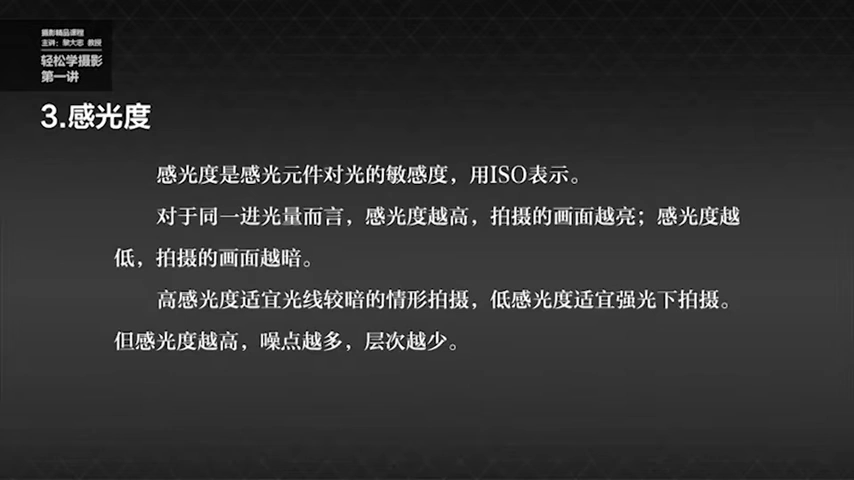 摄影精品课程
主讲：黎大志 教授
轻松学摄影
第一讲
3.感光度
感光度是感光元件对光的敏感度，用ISO表示。
对于同一进光量而言，感光度越高，拍摄的画面越亮；感光度越
低，拍摄的画面越暗。
高感光度适宜光线较暗的情形拍摄，低感光度适宜强光下拍摄。
但感光度越高，噪点越多，层次越少。